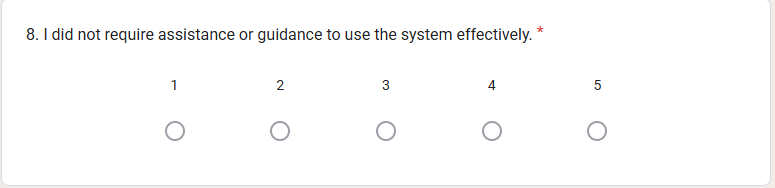 8. I did not require assistance or guidance to use the system effectively. *
1 2 3 4 5